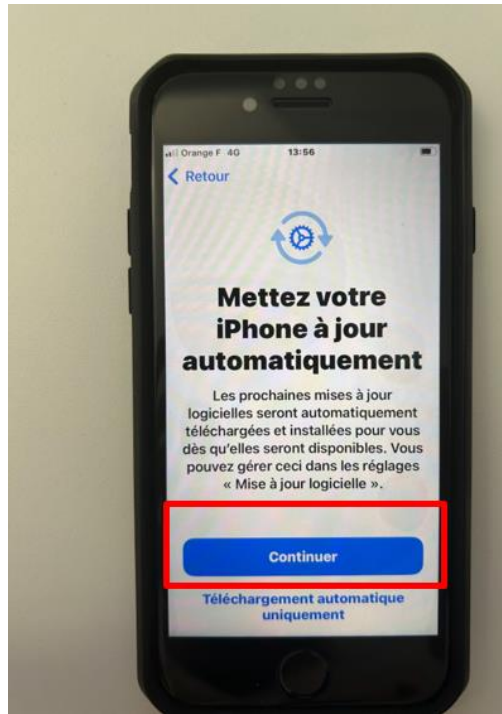 Orange F 4G 13:56
Retour
Mettez votre
iPhone à jour
automatiquement
Les prochaines mises à jour
logicielles seront automatiquement
téléchargées et installées pour vous
dès qu'elles seront disponibles. Vous
pouvez gérer ceci dans les réglages
« Mise à jour logicielle ».
Continuer
Téléchargement automatique
uniquement